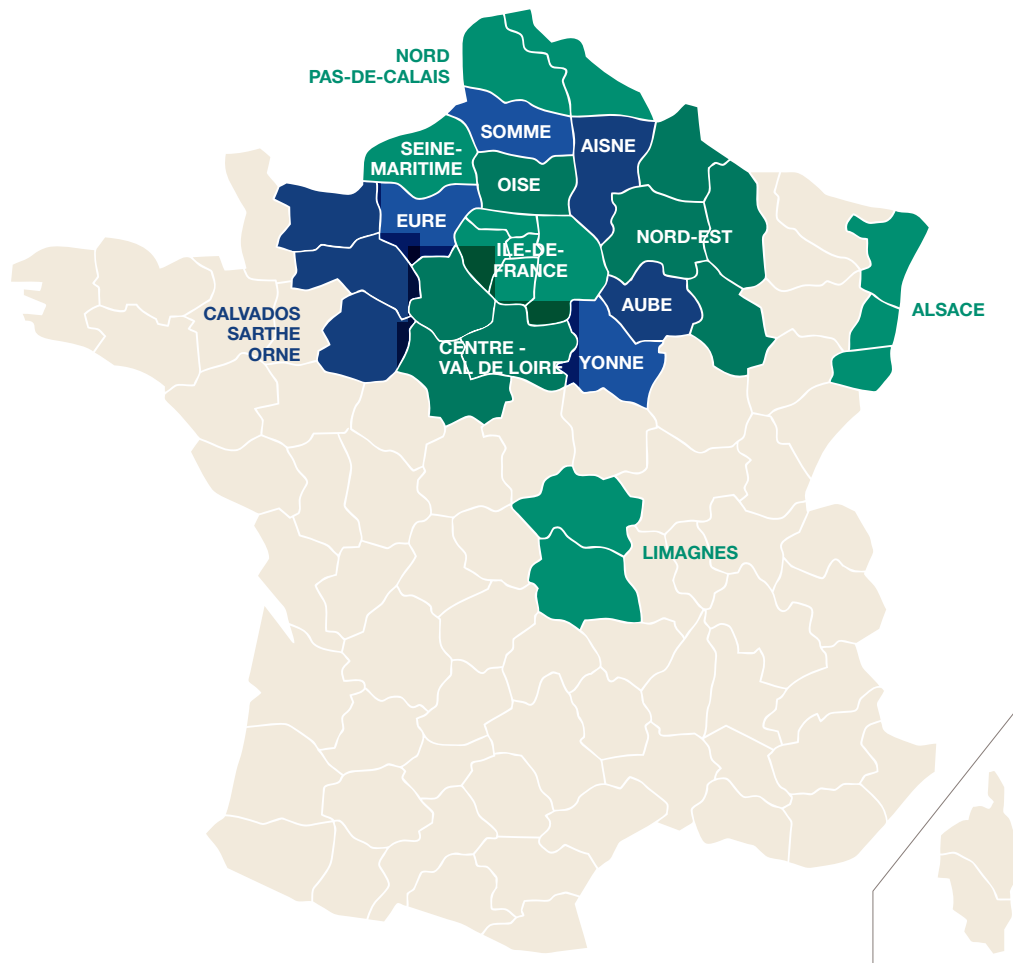 NORD
PAS-DE-CALAIS
SOMME
AISNE
SEINE-
MARITIME
OISE
EURE
NORD-EST
ILE-DE-
FRANCE
AUBE
CALVADOS
SARTHE
ORNE
ALSACE
CENTRE -
VAL DE LOIRE
YONNE
LIMAGNES